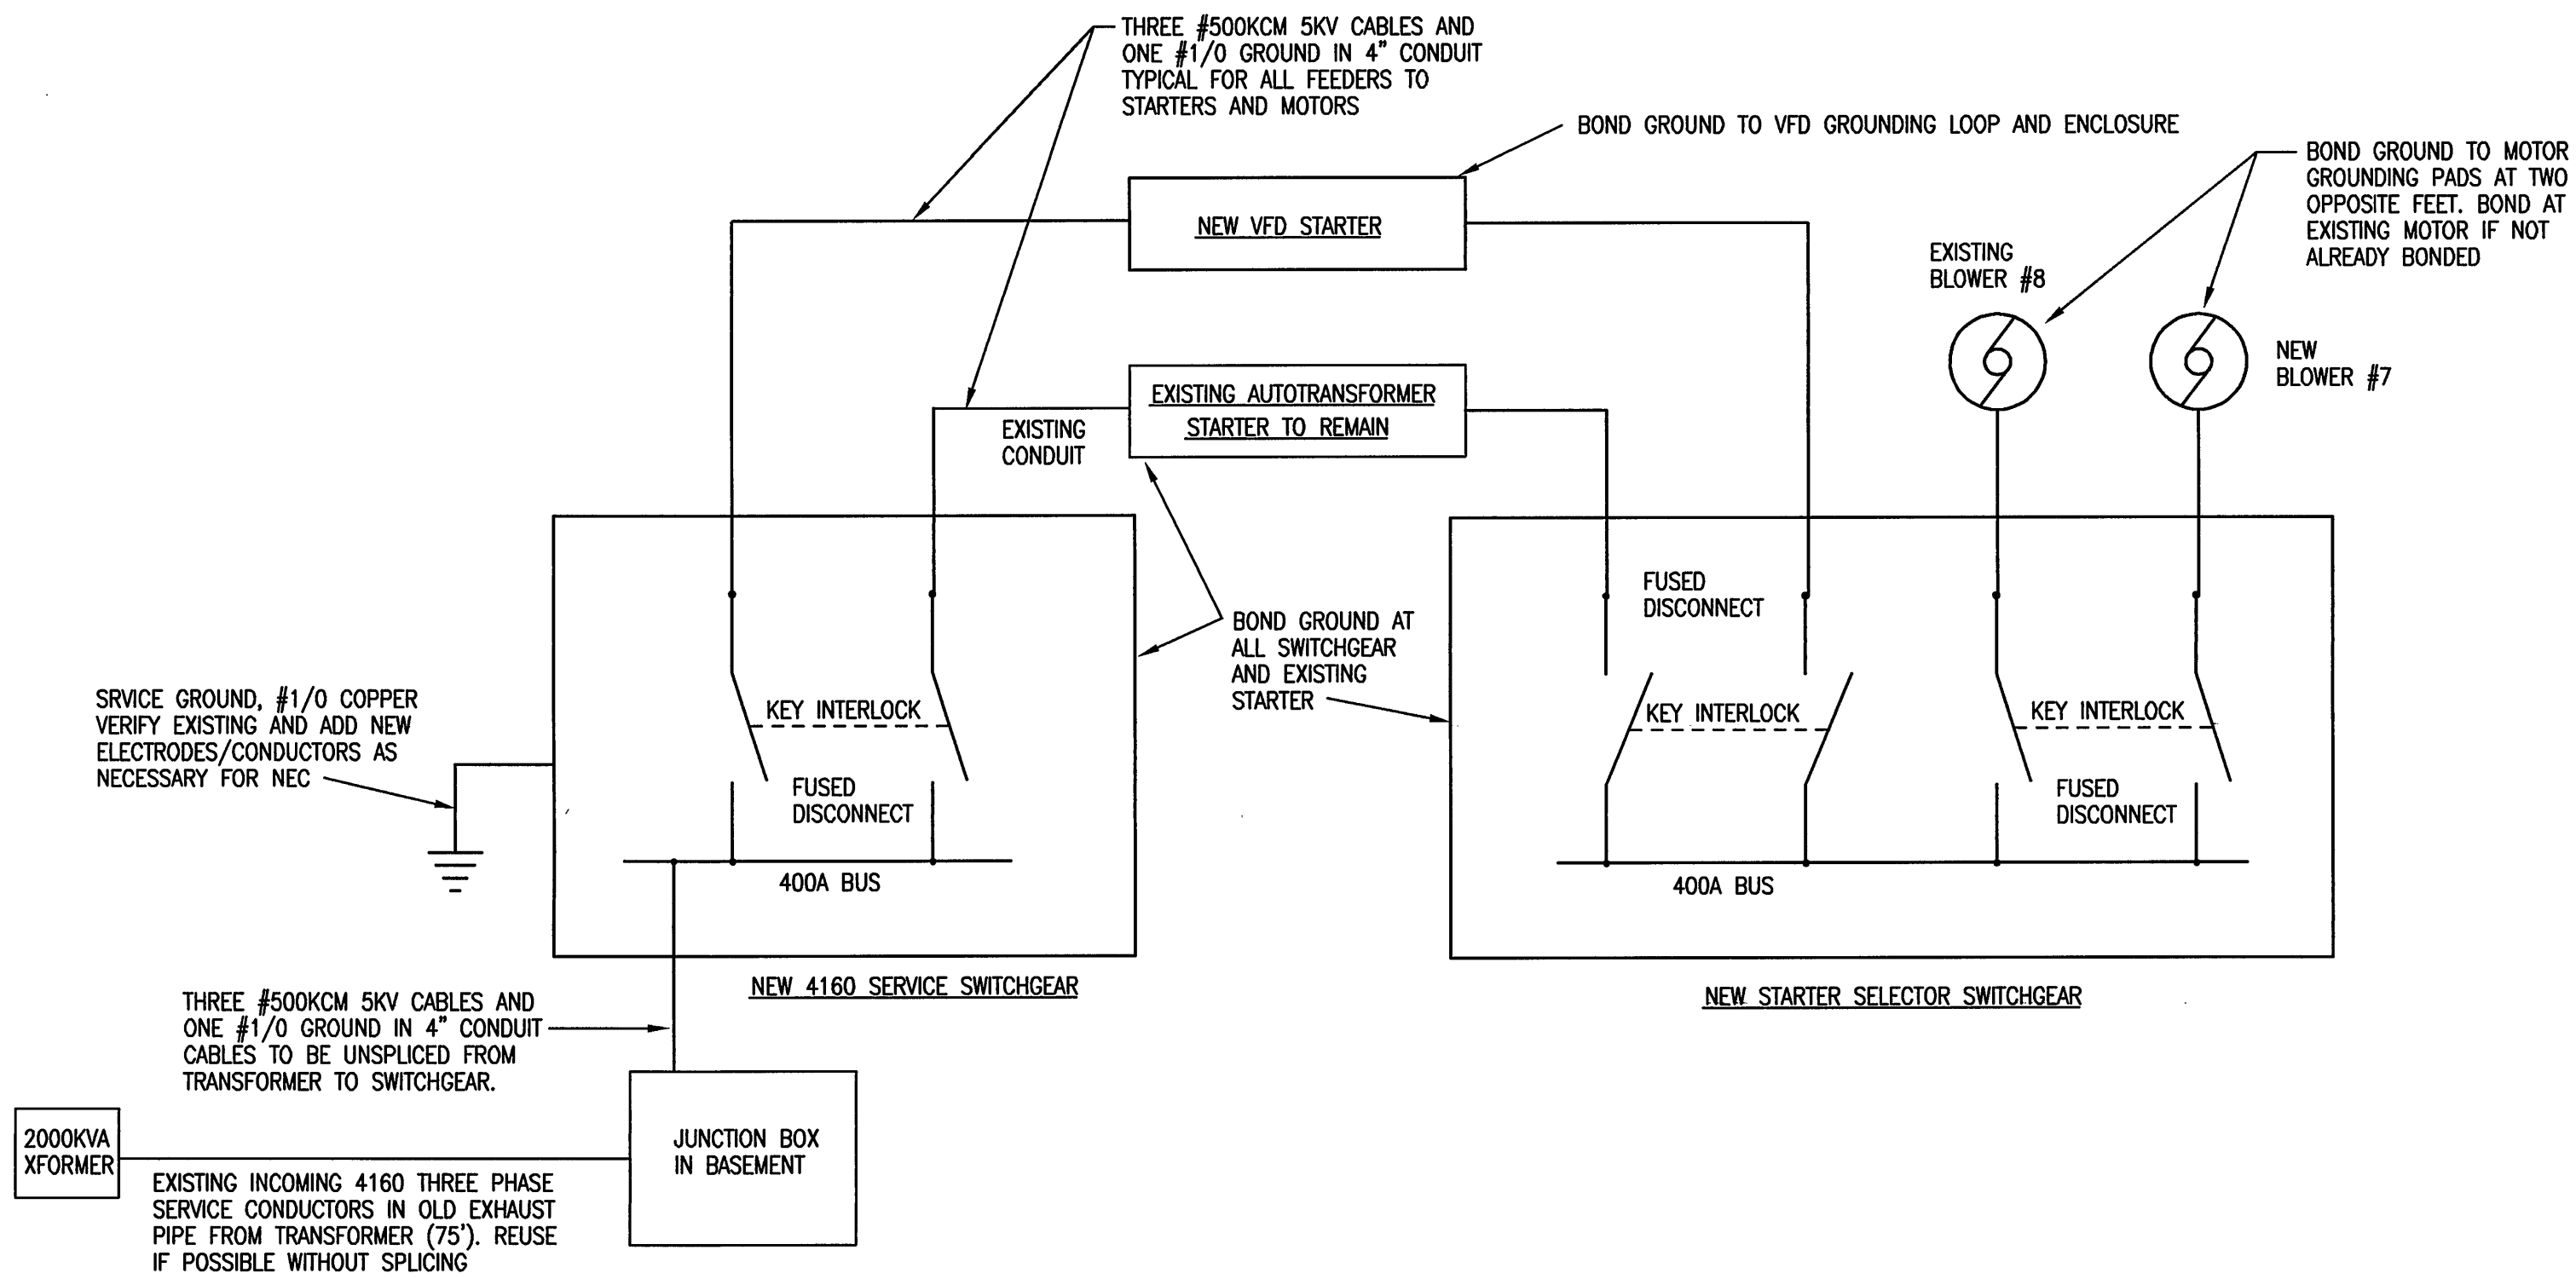 THREE #500KCM 5KV CABLES AND
ONE #1/0 GROUND IN 4" CONDUIT
TYPICAL FOR ALL FEEDERS TO
STARTERS AND MOTORS
BOND GROUND TO VFD GROUNDING LOOP AND ENCLOSURE
BOND GROUND TO MOTOR
GROUNDING PADS AT TWO
OPPOSITE FEET. BOND AT
EXISTING MOTOR IF NOT
ALREADY BONDED
NEW VFD STARTER
EXISTING
BLOWER #8
NEW
BLOWER #7
EXISTING AUTOTRANSFORMER
STARTER TO REMAIN
EXISTING
CONDUIT
FUSED
DISCONNECT
BOND GROUND AT
ALL SWITCHGEAR
AND EXISTING
STARTER
SRVICE GROUND, #1/0 COPPER
VERIFY EXISTING AND ADD NEW
ELECTRODES/CONDUCTORS AS
NECESSARY FOR NEC
KEY INTERLOCK
KEY INTERLOCK
KEY INTERLOCK
FUSED
DISCONNECT
FUSED
DISCONNECT
400A BUS
400A BUS
NEW 4160 SERVICE SWITCHGEAR
NEW STARTER SELECTOR SWITCHGEAR
THREE #500KCM 5KV CABLES AND
ONE #1/0 GROUND IN 4" CONDUIT
CABLES TO BE UNSPLICED FROM
TRANSFORMER TO SWITCHGEAR.
2000KVA
XFORMER
JUNCTION BOX
IN BASEMENT
EXISTING INCOMING 4160 THREE PHASE
SERVICE CONDUCTORS IN OLD EXHAUST
PIPE FROM TRANSFORMER (75'). REUSE
IF POSSIBLE WITHOUT SPLICING